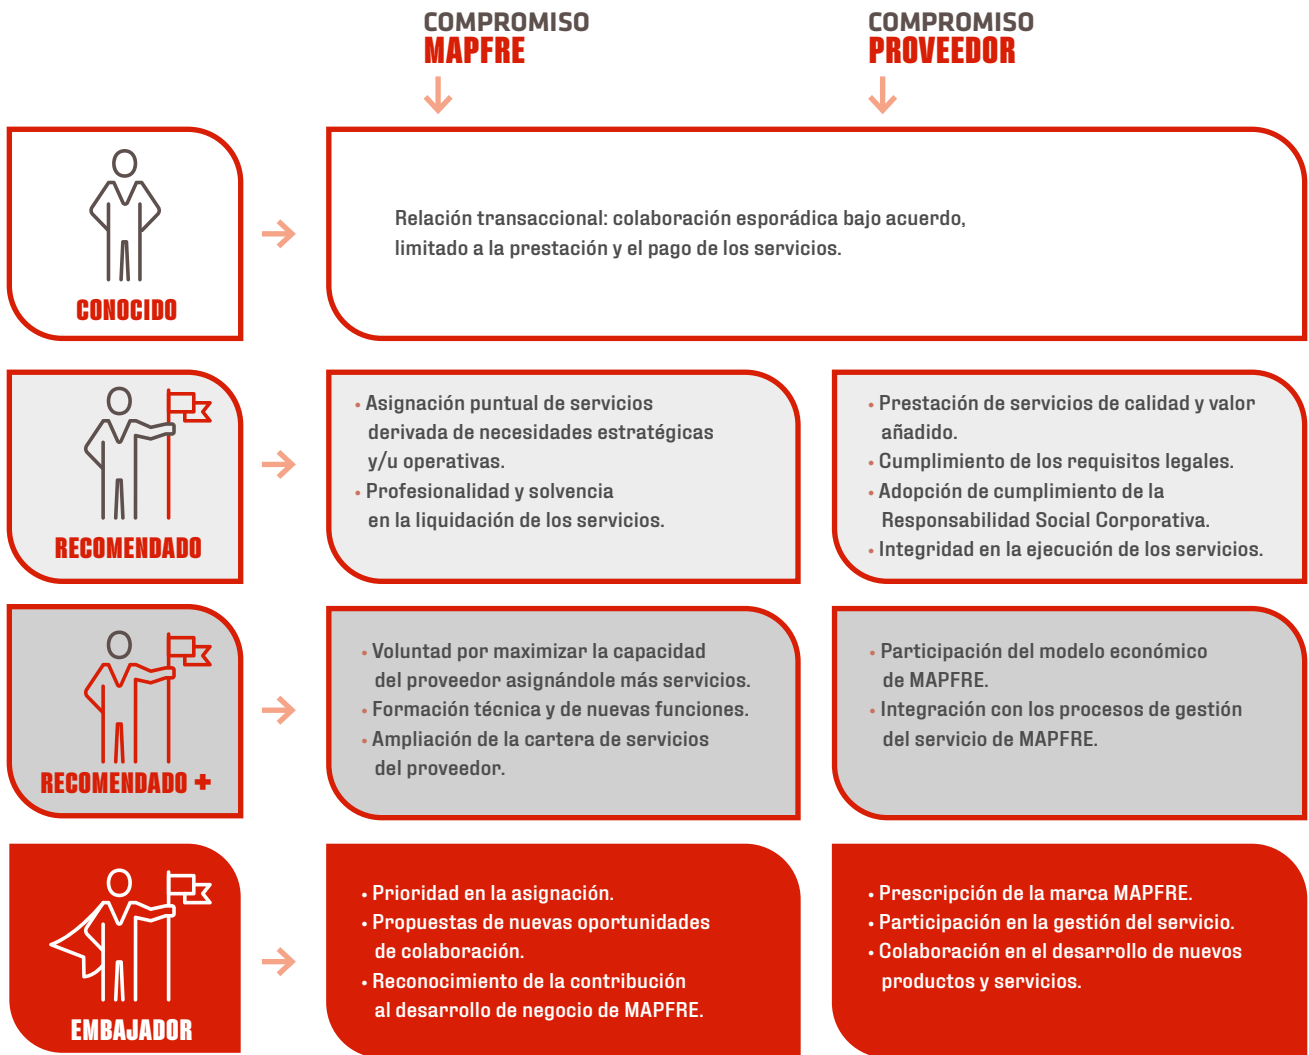 COMPROMISO
MAPFRE
COMPROMISO
PROVEEDOR
CONOCIDO
Relación transaccional: colaboración esporádica bajo acuerdo,
limitado a la prestación y el pago de los servicios.
RECOMENDADO
• Asignación puntual de servicios
derivada de necesidades estratégicas
y/u operativas.
• Profesionalidad y solvencia
en la liquidación de los servicios.
• Prestación de servicios de calidad y valor
añadido.
• Cumplimiento de los requisitos legales.
• Adopción de cumplimiento de la
Responsabilidad Social Corporativa.
• Integridad en la ejecución de los servicios.
RECOMENDADO +
• Voluntad por maximizar la capacidad
del proveedor asignándole más servicios.
• Formación técnica y de nuevas funciones.
• Ampliación de la cartera de servicios
del proveedor.
• Participación del modelo económico
de MAPFRE.
• Integración con los procesos de gestión
del servicio de MAPFRE.
EMBAJADOR
• Prioridad en la asignación.
• Propuestas de nuevas oportunidades
de colaboración.
• Reconocimiento de la contribución
al desarrollo de negocio de MAPFRE.
• Prescripción de la marca MAPFRE.
• Participación en la gestión del servicio.
• Colaboración en el desarrollo de nuevos
productos y servicios.